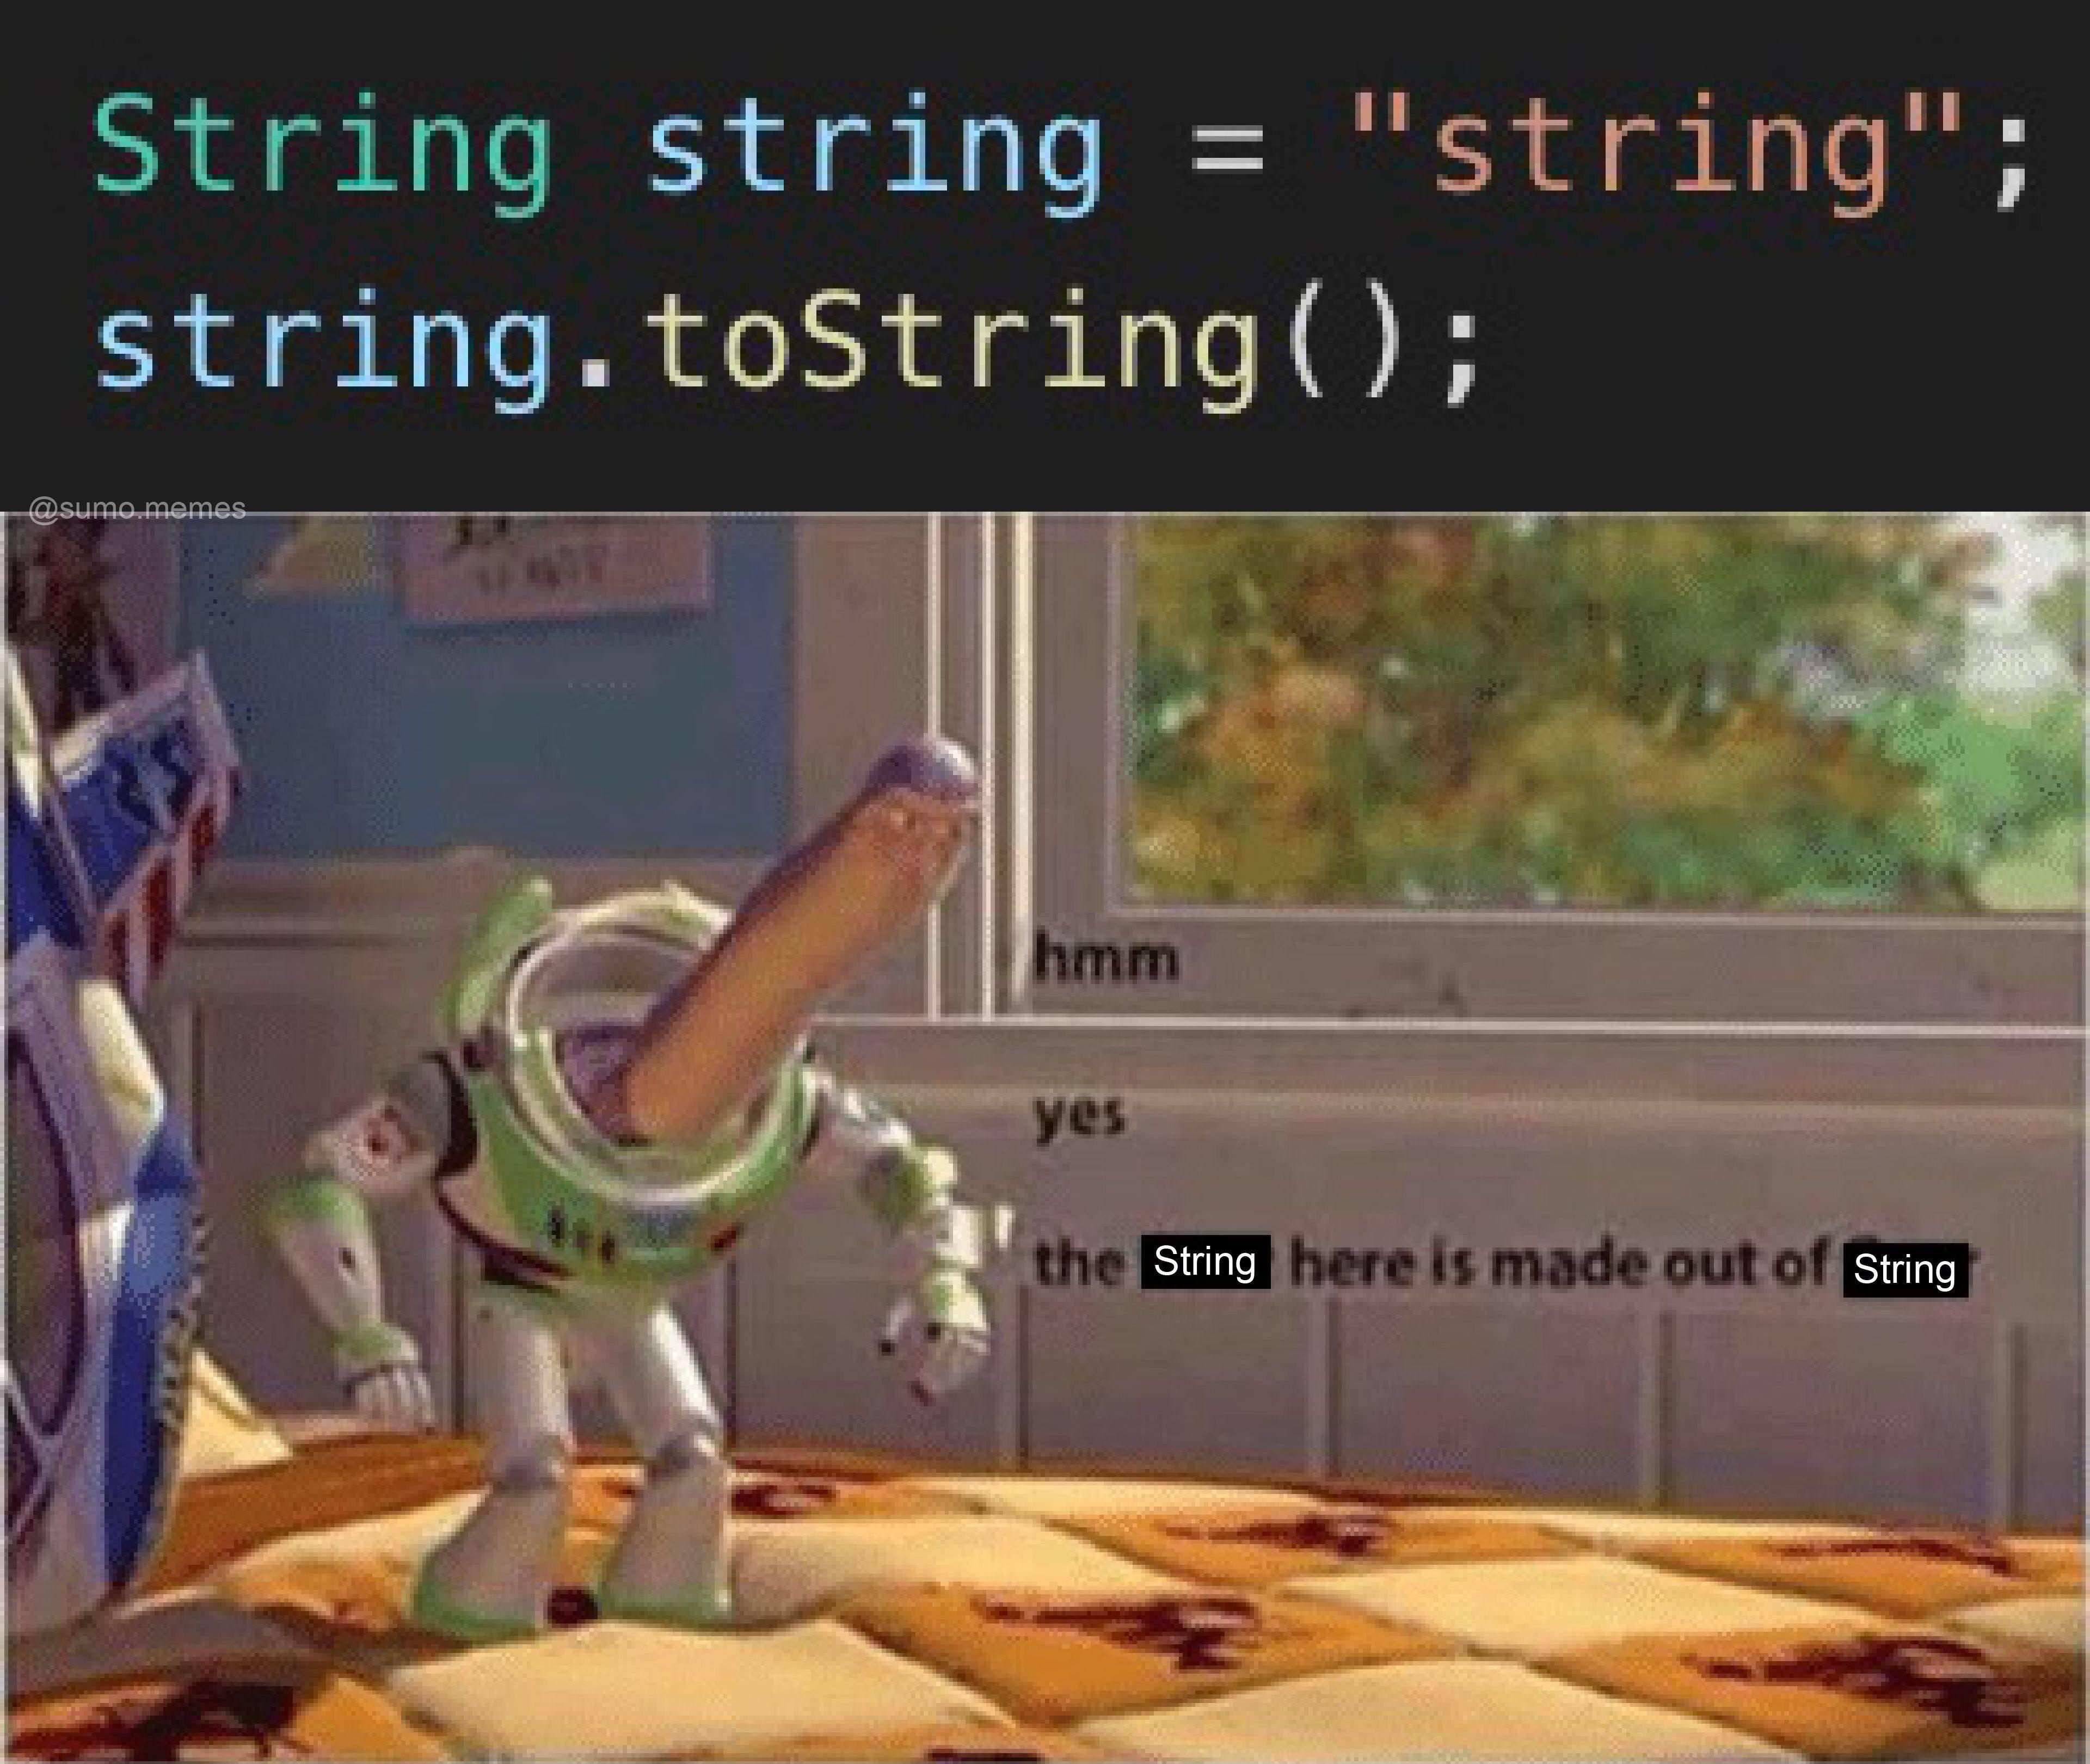 String string = "string";
string.toString();
@sumo.memes
hmm
yes
the String here is made out of String